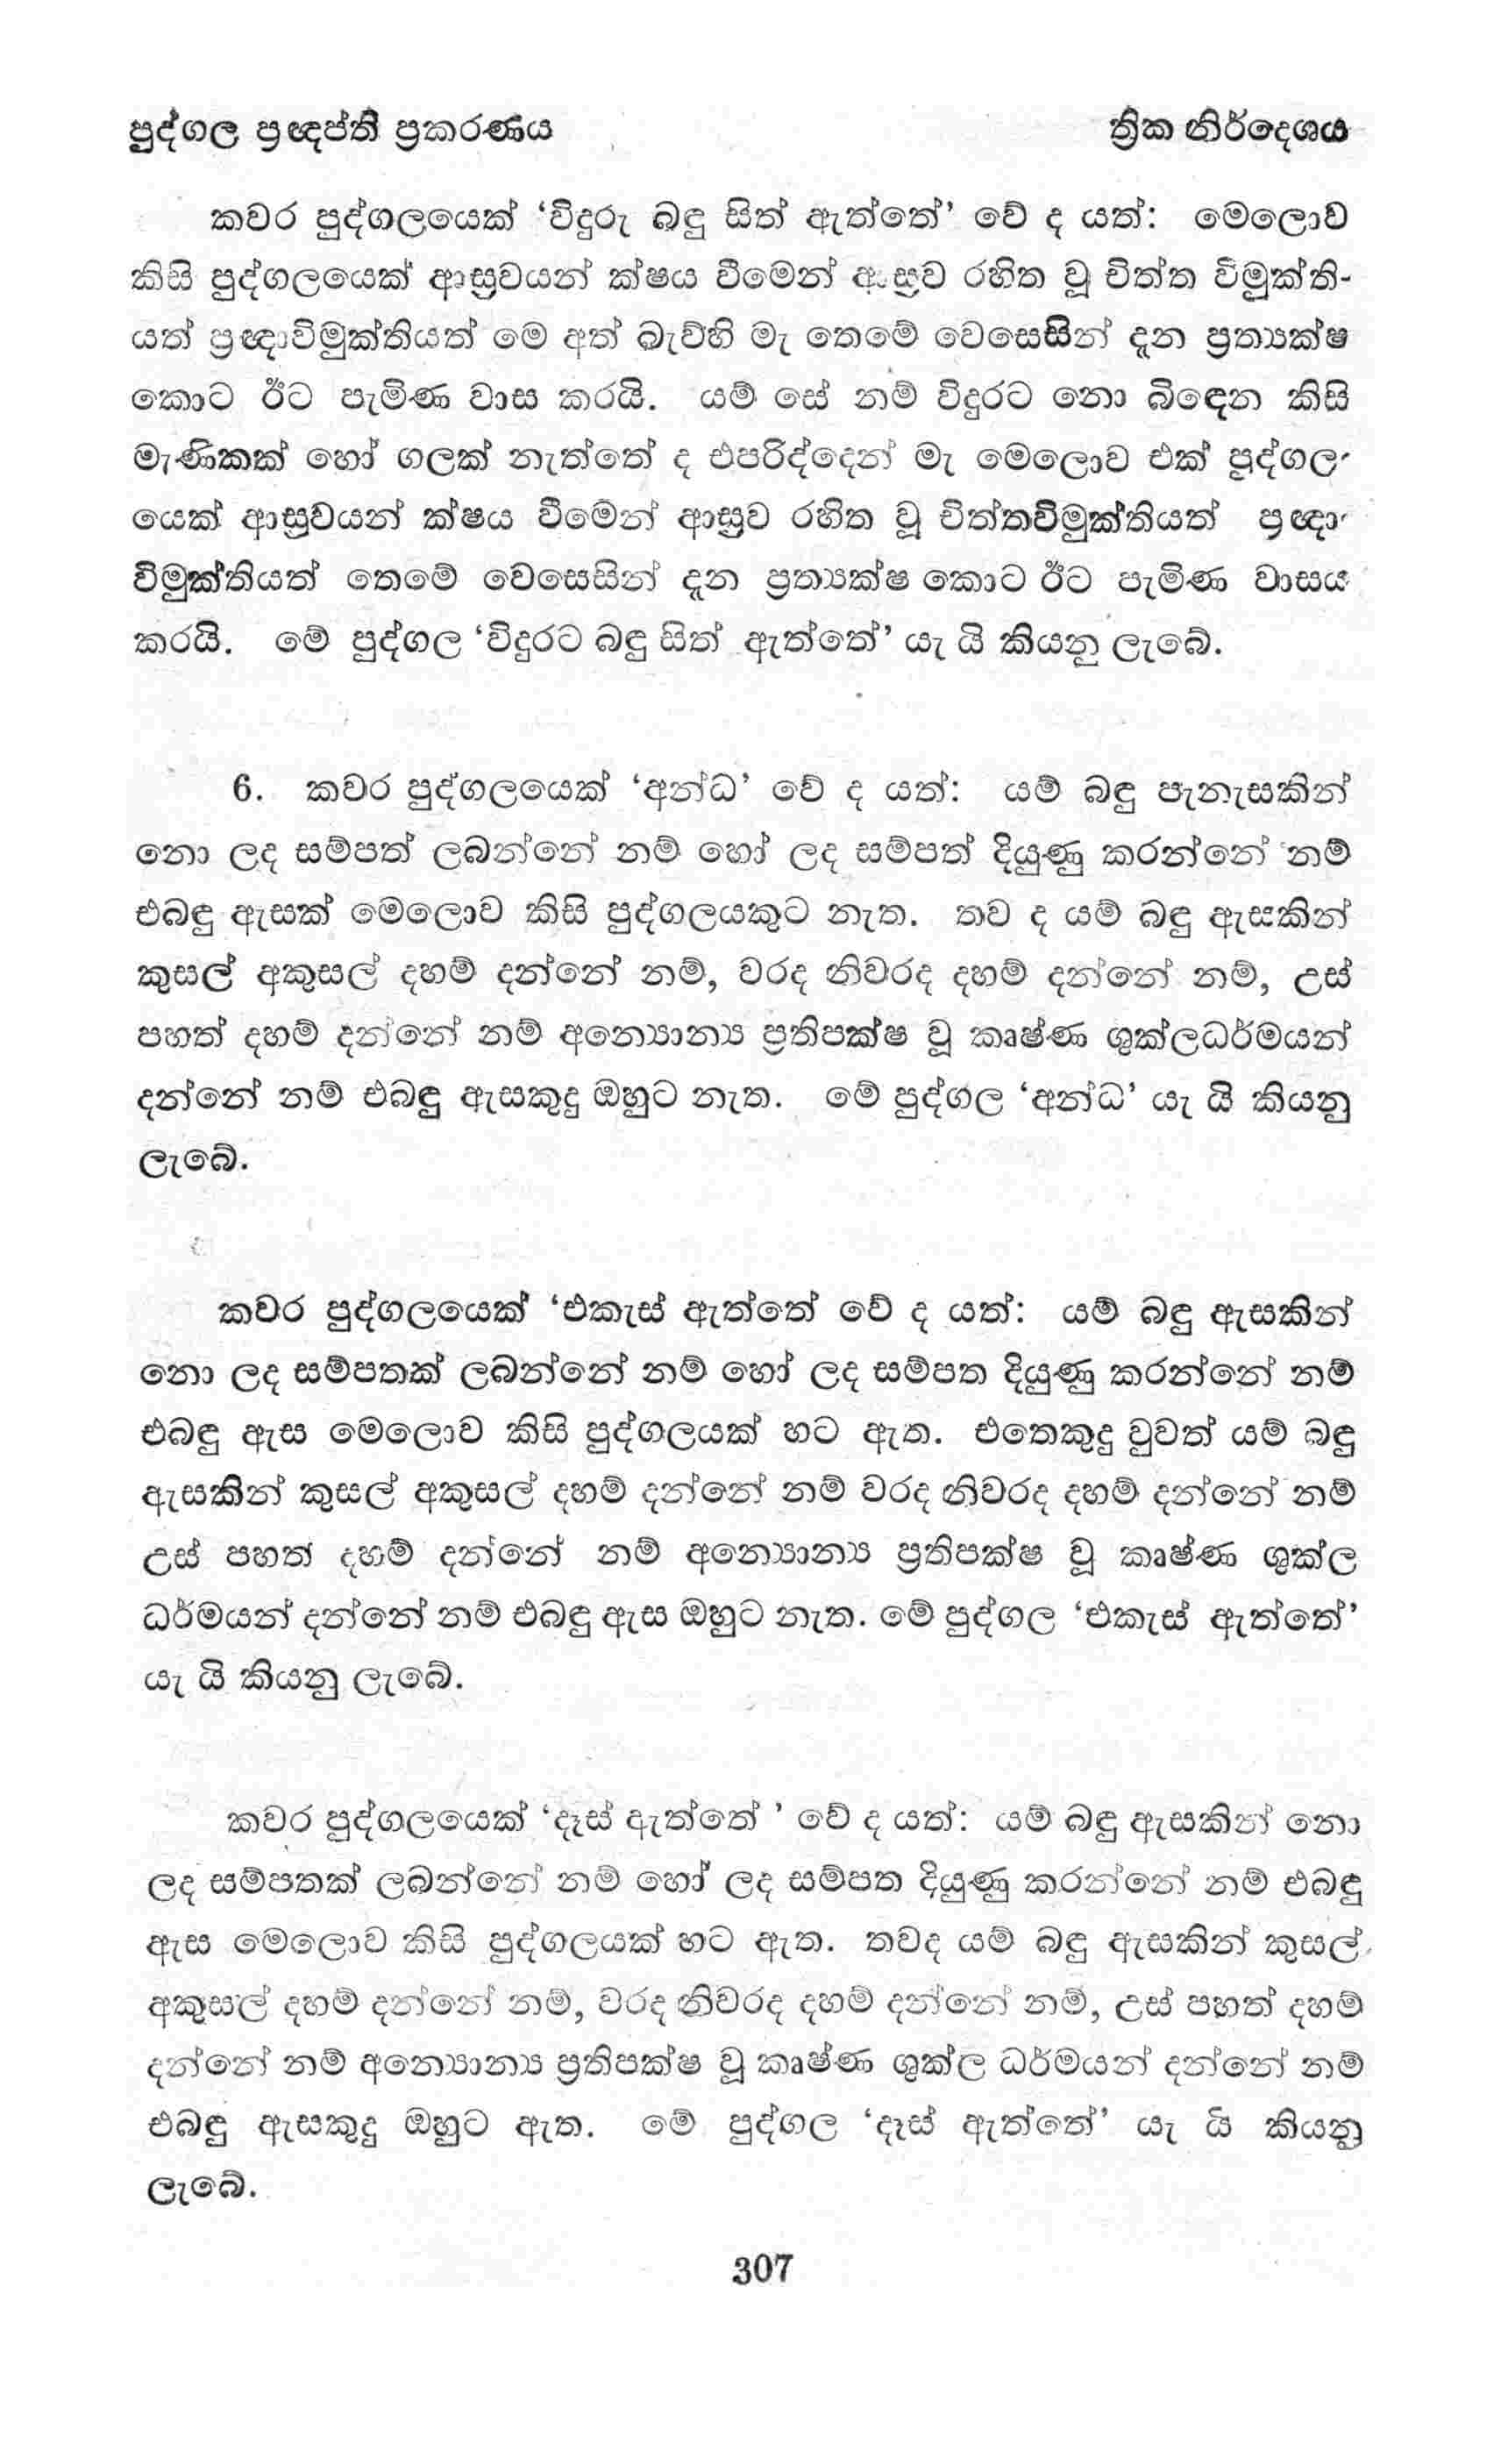 පුද්ගල ප්‍රඥප්ති ප්‍රකරණය
ත්‍රික නිර්දෙශය
කවර පුද්ගලයෙක් ‘විදුරු බඳු සිත් ඇත්තේ’ වේ ද යත්: මෙලොව
කිසි පුද්ගලයෙක් ආස්‍රවයන් ක්ෂය වීමෙන් ආස්‍රව රහිත වූ චිත්ත විමුක්ති-
යත් ප්‍රඥාවිමුක්තියත් මෙ අත් බැව්හි මැ තෙමේ වෙසෙසින් දැන ප්‍රත්‍යක්ෂ
කොට ඊට පැමිණ වාස කරයි. යම් සේ නම් විදුරට නො බිඳෙන කිසි
මැණිකක් හෝ ගලක් නැත්තේ ද එපරිද්දෙන් මැ මෙලොව එක් පුද්ගල-
යෙක් ආස්‍රවයන් ක්ෂය වීමෙන් ආස්‍රව රහිත වූ චිත්තවිමුක්තියත් ප්‍රඥා-
විමුක්තියත් තෙමේ වෙසෙසින් දැන ප්‍රත්‍යක්ෂ කොට ඊට පැමිණ වාසය
කරයි. මේ පුද්ගල ‘විදුරට බඳු සිත් ඇත්තේ’ යැ යි කියනු ලැබේ.
6. කවර පුද්ගලයෙක් ‘අන්ධ’ වේ ද යත්: යම් බඳු පැනැසකින්
නො ලද සම්පත් ලබන්නේ නම් හෝ ලද සම්පත් දියුණු කරන්නේ නම්
එබඳු ඇසක් මෙලොව කිසි පුද්ගලයකුට නැත. තව ද යම් බඳු ඇසකින්
කුසල් අකුසල් දහම් දන්නේ නම්, වරද නිවරද දහම් දන්නේ නම්, උස්
පහත් දහම් දන්නේ නම් අන්‍යොන්‍ය ප්‍රතිපක්ෂ වූ කෘෂ්ණ ශුක්ලධර්මයන්
දන්නේ නම් එබඳු ඇසකුදු ඔහුට නැත. මේ පුද්ගල ‘අන්ධ’ යැ යි කියනු
ලැබේ.
කවර පුද්ගලයෙක් ‘එකැස් ඇත්තේ වේ ද යත්: යම් බඳු ඇසකින්
නො ලද සම්පතක් ලබන්නේ නම් හෝ ලද සම්පත දියුණු කරන්නේ නම්
එබඳු ඇස මෙලොව කිසි පුද්ගලයක් හට ඇත. එතෙකුදු වුවත් යම් බඳු
ඇසකින් කුසල් අකුසල් දහම් දන්නේ නම් වරද නිවරද දහම් දන්නේ නම්
උස් පහත් දහම් දන්නේ නම් අන්‍යොන්‍ය ප්‍රතිපක්ෂ වූ කෘෂ්ණ ශුක්ල
ධර්මයන් දන්නේ නම් එබඳු ඇස ඔහුට නැත. මේ පුද්ගල ‘එකැස් ඇත්තේ’
යැ යි කියනු ලැබේ.
කවර පුද්ගලයෙක් ‘දෑස් ඇත්තේ ’ වේ ද යත්: යම් බඳු ඇසකින් නො
ලද සම්පතක් ලබන්නේ නම් හෝ ලද සම්පත දියුණු කරන්නේ නම් එබඳු
ඇස මෙලොව කිසි පුද්ගලයක් හට ඇත. තවද යම් බඳු ඇසකින් කුසල්
අකුසල් දහම් දන්නේ නම්, වරද නිවරද දහම් දන්නේ නම්, උස් පහත් දහම්
දන්නේ නම් අන්‍යොන්‍ය ප්‍රතිපක්ෂ වූ කෘෂ්ණ ශුක්ල ධර්මයන් දන්නේ නම්
එබඳු ඇසකුදු ඔහුට ඇත. මේ පුද්ගල ‘දෑස් ඇත්තේ’ යැ යි කියනු
ලැබේ.
307